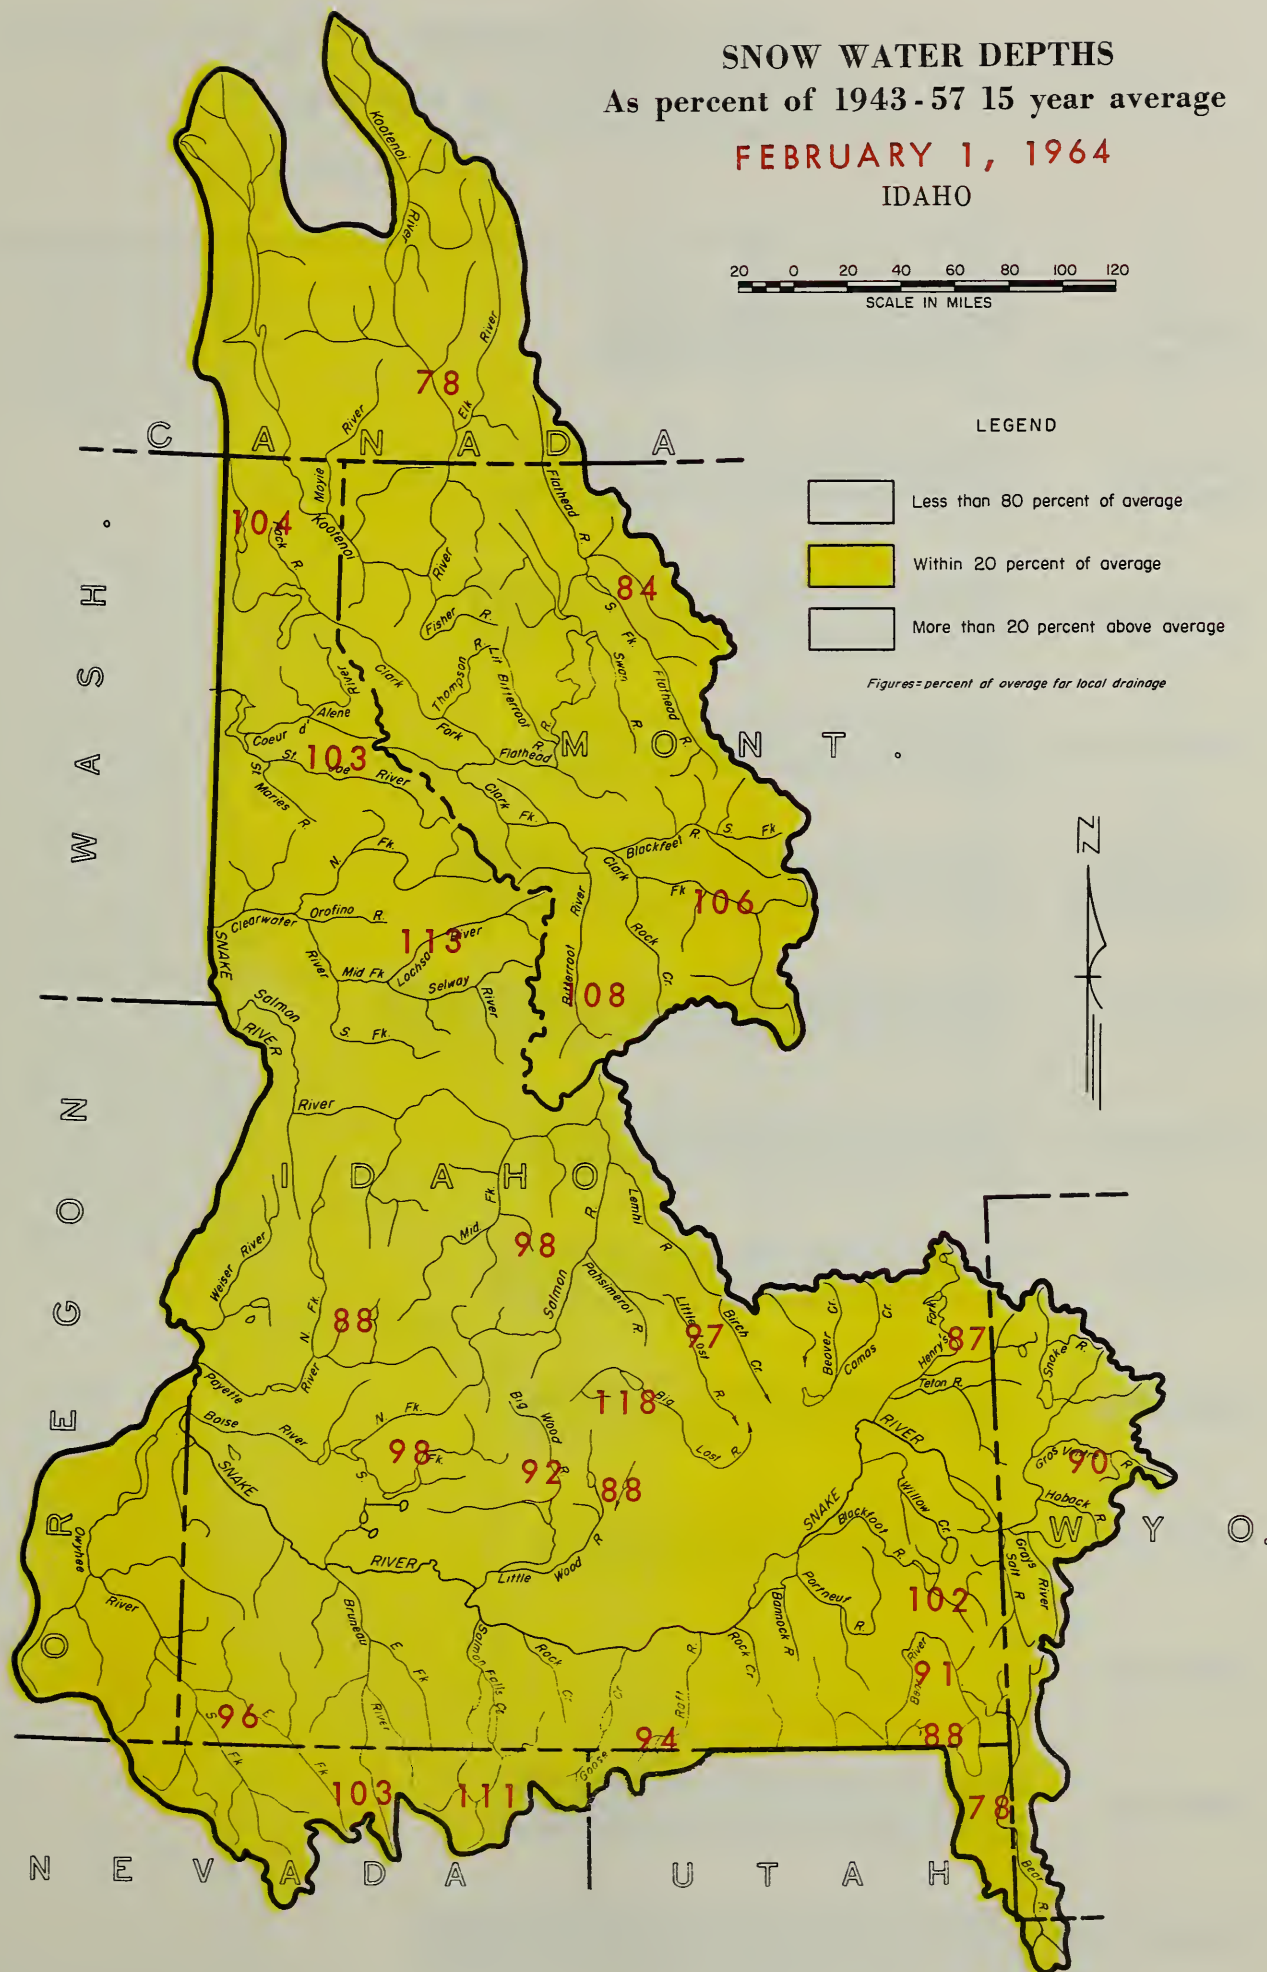 SNOW WATER DEPTHS
As percent of 1943-57 15 year average
FEBRUARY 1, 1964
IDAHO
20 0 20 40 60 80 100 120
SCALE IN MILES
LEGEND
Less than 80 percent of average
Within 20 percent of average
More than 20 percent above average
Figures=percent of average for local drainage
N
CANADA
WASH.
MONT.
OREGON
IDAHO
WYO.
NEVADA
UTAH
Kootenai
River
78
Elk
River
Moyie
River
104
Pack R.
Kootenai
River
Flathead R.
84
S. Fk.
Flathead R.
Fisher R.
Swan R.
Thompson R.
Lit Bitterroot R.
Clark
Fork
Flathead R.
River
Coeur d' Alene
103
St. Joe River
St Maries R.
Clark Fk.
Blackfeet R.
S. Fk
Clark Fk
106
N. Fk.
Clearwater
River
Orofino R.
113
Lochsa River
Mid Fk
Selway
River
S. Fk.
Bitterroot
River
108
Rock Cr.
SNAKE
RIVER
Salmon
River
Mid. Fk.
98
Salmon R.
Lemhi R
Pahsimeroi R
Weiser River
88
N. Fk.
Payette
River
Little Lost R.
97
Birch Cr.
Beaver Cr.
Camas Cr.
Henry's Fork
87
Teton R.
Snake R.
Gros Ventre R
90
Hoback R.
Boise
River
N. Fk.
98
S. Fk.
Big Wood R
92
118
Big
Lost R
88
Little Wood R
SNAKE
RIVER
SNAKE
RIVER
Willow Cr.
Blackfoot R.
Portneuf R.
Grays River
Salt R
102
Bannock R
Rock Cr
Raft R.
Bear River
91
88
78
Bear R.
Owyhee
River
96
S Fk
E Fk
Bruneau
River
E Fk
103
Salmon Falls Cr.
111
Rock Cr.
Goose Cr
94